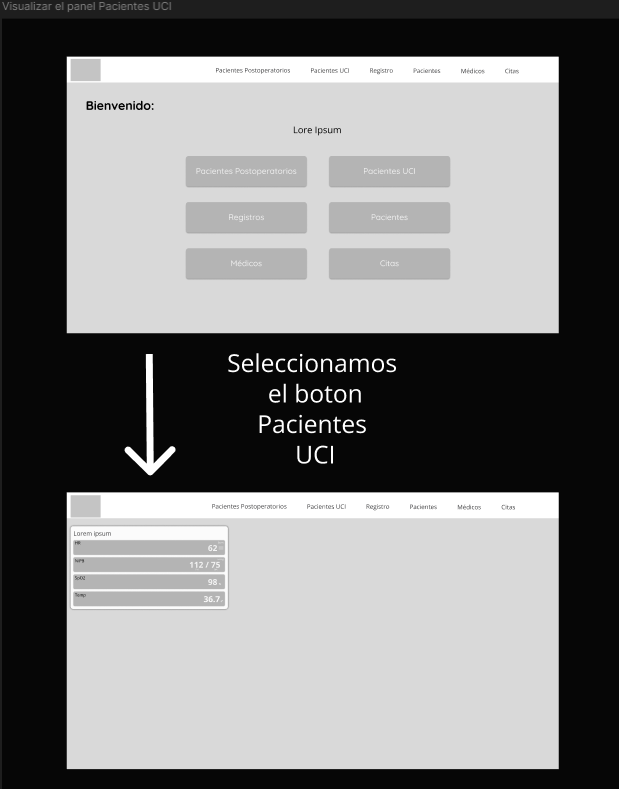 Visualizar el panel Pacientes UCI
Pacientes Postoperatorios Pacientes UCI Registro Pacientes Médicos Citas
Bienvenido:
Lore Ipsum
Pacientes Postoperatorios Pacientes UCI
Registros Pacientes
Médicos Citas
Seleccionamos
el boton
Pacientes
UCI
Pacientes Postoperatorios Pacientes UCI Registro Pacientes Médicos Citas
Lorem ipsum
HR
62
NIPB
112 / 75
SpO2
98
Temp
36.7